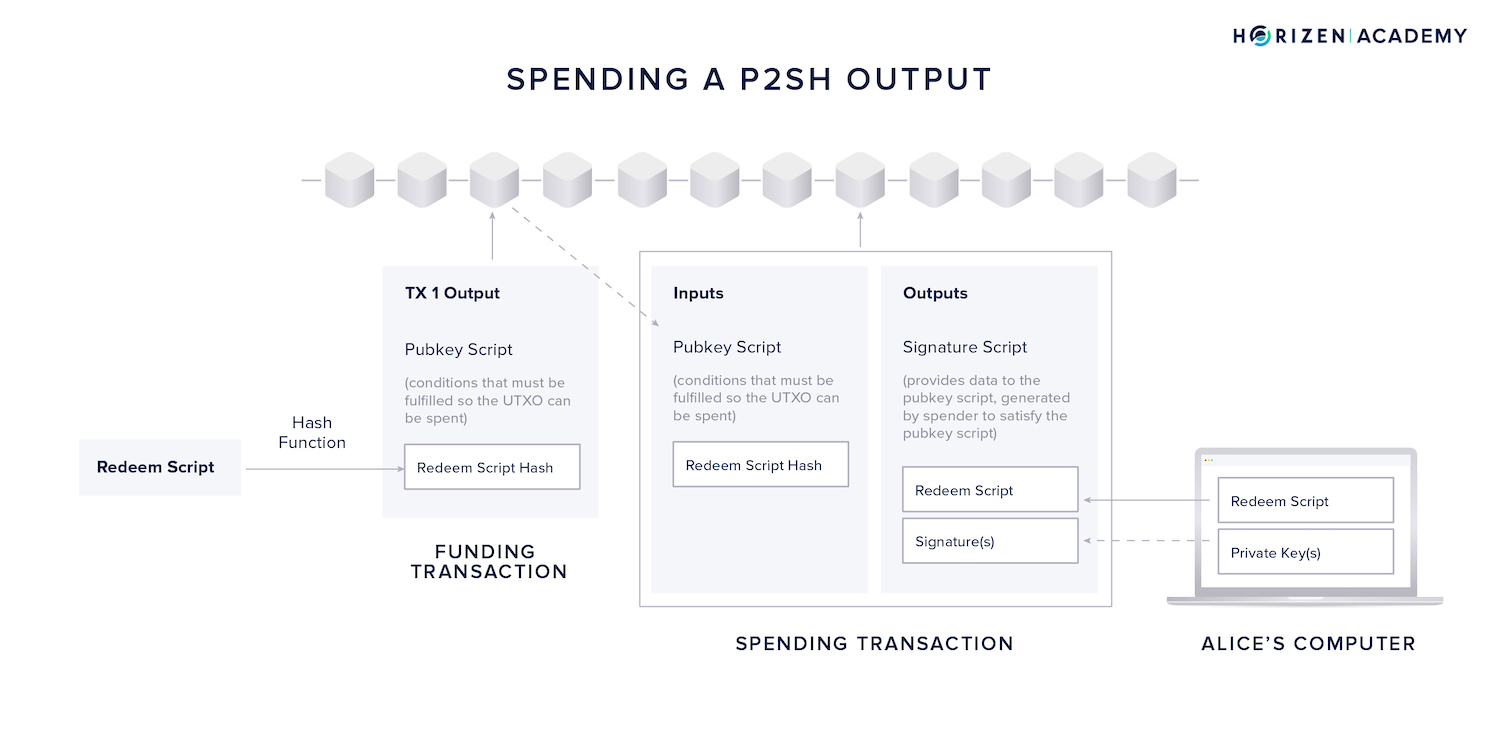 HORIZEN | ACADEMY
SPENDING A P2SH OUTPUT
Redeem Script
Hash
Function
TX 1 Output
Pubkey Script
(conditions that must be
fulfilled so the UTXO can
be spent)
Redeem Script Hash
FUNDING
TRANSACTION
Inputs
Pubkey Script
(conditions that must be
fulfilled so the UTXO can
be spent)
Redeem Script Hash
Outputs
Signature Script
(provides data to the
pubkey script, generated
by spender to satisfy the
pubkey script)
Redeem Script
Signature(s)
SPENDING TRANSACTION
Redeem Script
Private Key(s)
ALICE’S COMPUTER